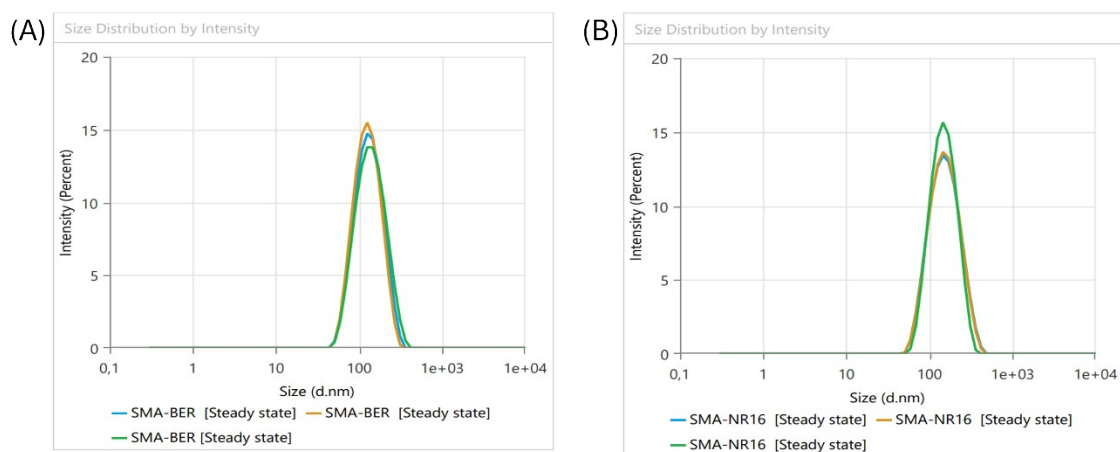 (A)
Size Distribution by Intensity
20
15
10
5
0
Intensity (Percent)
0,1 1 10 100 1e+03 1e+04
Size (d.nm)
SMA-BER [Steady state] SMA-BER [Steady state]
SMA-BER [Steady state]
(B)
Size Distribution by Intensity
20
15
10
5
0
Intensity (Percent)
0,1 1 10 100 1e+03 1e+04
Size (d.nm)
SMA-NR16 [Steady state] SMA-NR16 [Steady state]
SMA-NR16 [Steady state]